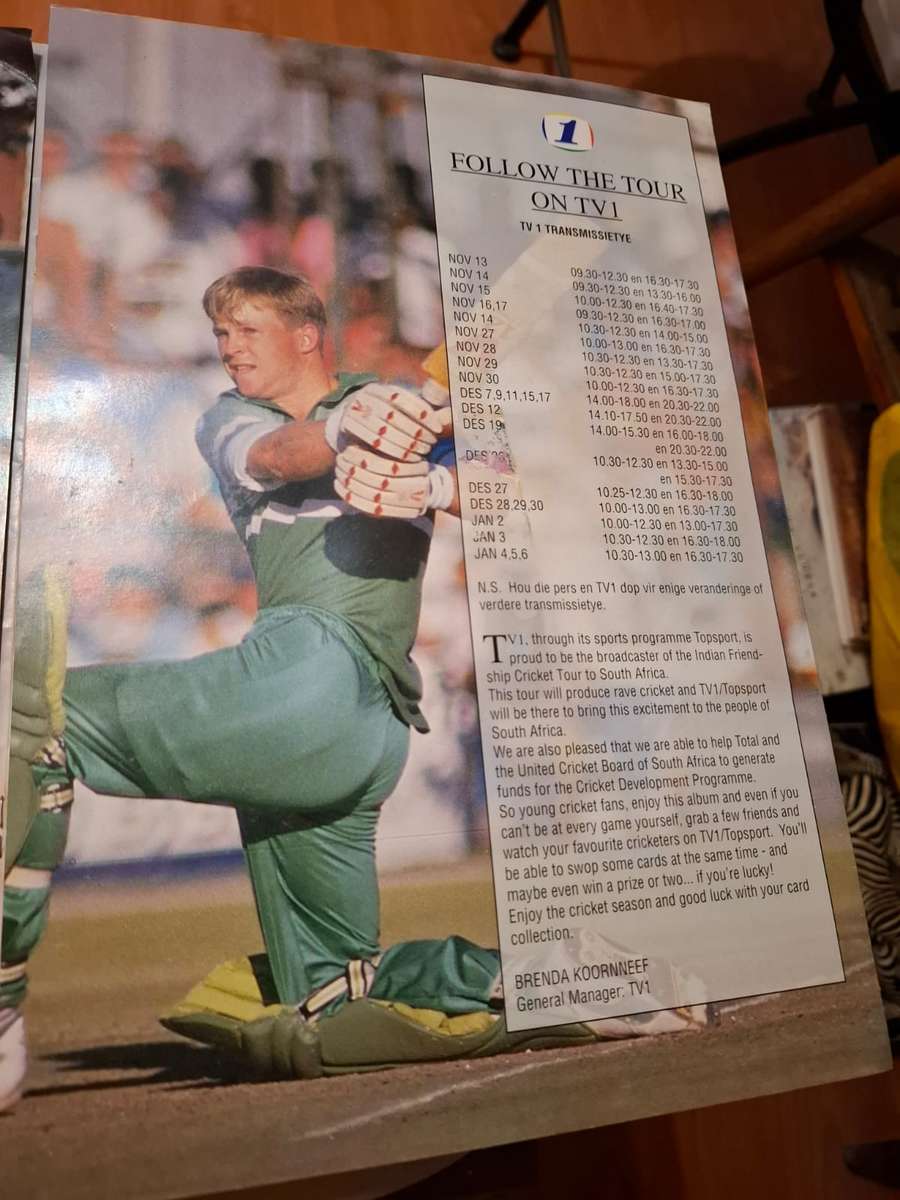 1
FOLLOW THE TOUR
ON TV1
TV 1 TRANSMISSIETYE
NOV 13 09.30-12.30 en 16.30-17.30
NOV 14 09.30-12.30 en 13.30-16.00
NOV 15 10.00-12.30 en 16.40-17.30
NOV 16,17 09.30-12.30 en 16.30-17.00
NOV 14 10.30-12.30 en 14.00-15.00
NOV 27 10.00-13.00 en 16.30-17.30
NOV 28 10.30-12.30 en 13.30-17.30
NOV 29 10.30-12.30 en 15.00-17.30
NOV 30 10.00-12.30 en 16.30-17.30
DES 7,9,11,15,17 14.00-18.00 en 20.30-22.00
DES 12 14.10-17.50 en 20.30-22.00
DES 19 14.00-15.30 en 16.00-18.00
en 20.30-22.00
DES 10.30-12.30 en 13.30-15.00
en 15.30-17.30
DES 27 10.25-12.30 en 16.30-18.00
DES 28,29,30 10.00-13.00 en 16.30-17.30
JAN 2 10.00-12.30 en 13.00-17.30
JAN 3 10.30-12.30 en 16.30-18.00
JAN 4,5,6 10.30-13.00 en 16.30-17.30
N.S. Hou die pers en TV1 dop vir enige veranderinge of
verdere transmissietye.
TV1, through its sports programme Topsport, is
proud to be the broadcaster of the Indian Friend-
ship Cricket Tour to South Africa.
This tour will produce rave cricket and TV1/Topsport
will be there to bring this excitement to the people of
South Africa.
We are also pleased that we are able to help Total and
the United Cricket Board of South Africa to generate
funds for the Cricket Development Programme.
So young cricket fans, enjoy this album and even if you
can't be at every game yourself, grab a few friends and
watch your favourite cricketers on TV1/Topsport. You'll
be able to swop some cards at the same time - and
maybe even win a prize or two... if you're lucky!
Enjoy the cricket season and good luck with your card
collection.
BRENDA KOORNNEEF
General Manager: TV1